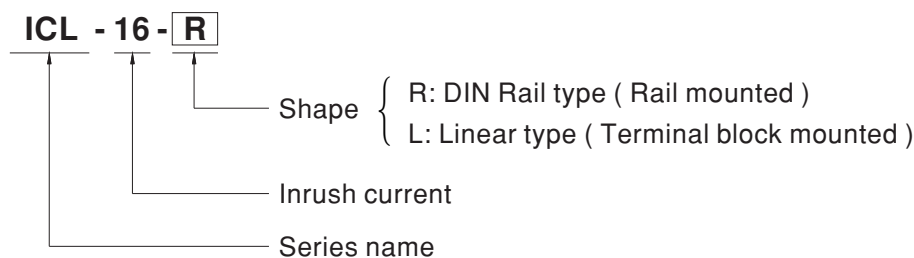 ICL - 16 - R
Shape
R: DIN Rail type ( Rail mounted )
L: Linear type ( Terminal block mounted )
Inrush current
Series name